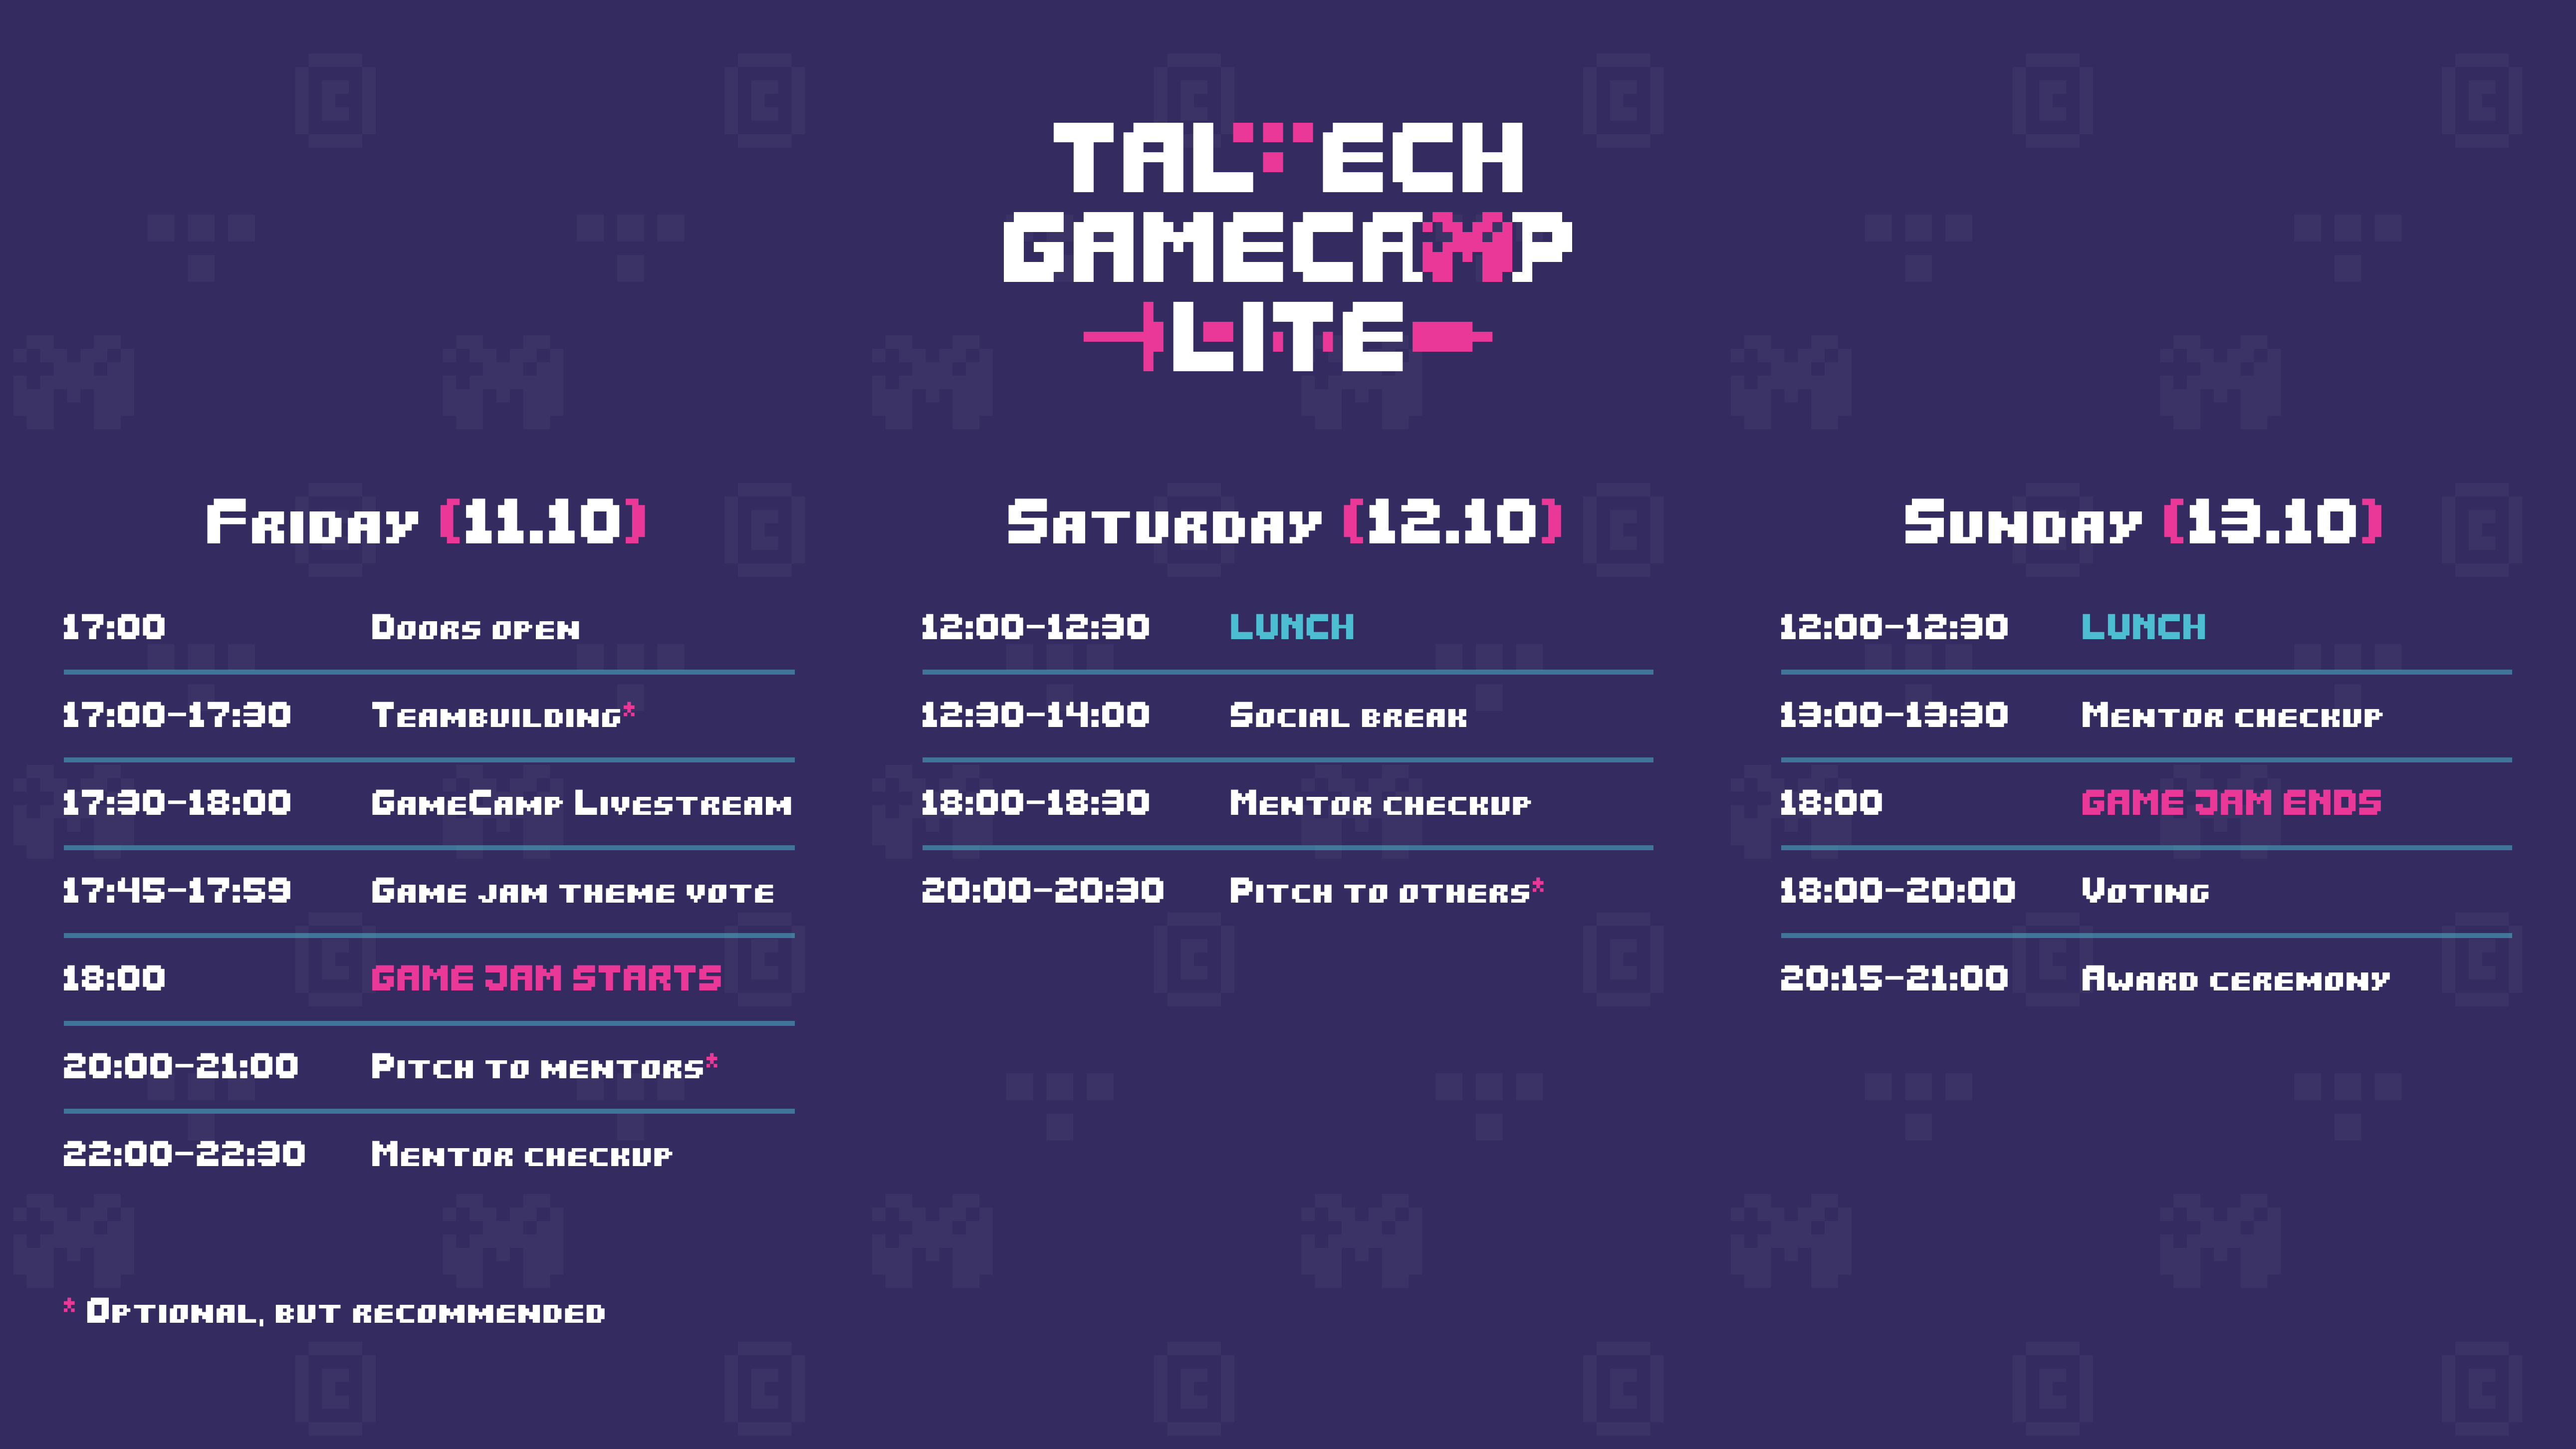 TALTECH
GAMECAMP
LITE
Friday (11.10)
17:00 Doors open
17:00-17:30 Teambuilding*
17:30-18:00 GameCamp Livestream
17:45-17:59 Game jam theme vote
18:00 GAME JAM STARTS
20:00-21:00 Pitch to mentors*
22:00-22:30 Mentor checkup
Saturday (12.10)
12:00-12:30 LUNCH
12:30-14:00 Social break
18:00-18:30 Mentor checkup
20:00-20:30 Pitch to others*
Sunday (13.10)
12:00-12:30 LUNCH
13:00-13:30 Mentor checkup
18:00 GAME JAM ENDS
18:00-20:00 Voting
20:15-21:00 Award ceremony
* Optional, but recommended